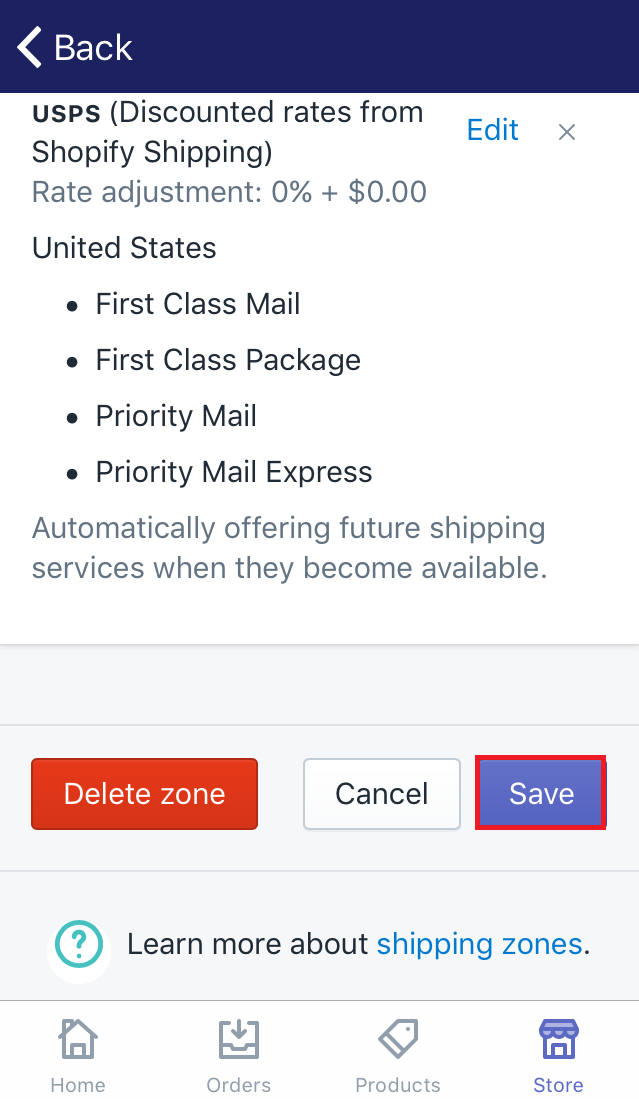 Back
USPS (Discounted rates from
Shopify Shipping)
Edit ×
Rate adjustment: 0% + $0.00
United States
• First Class Mail
• First Class Package
• Priority Mail
• Priority Mail Express
Automatically offering future shipping
services when they become available.
Delete zone Cancel Save
? Learn more about shipping zones.
Home Orders Products Store